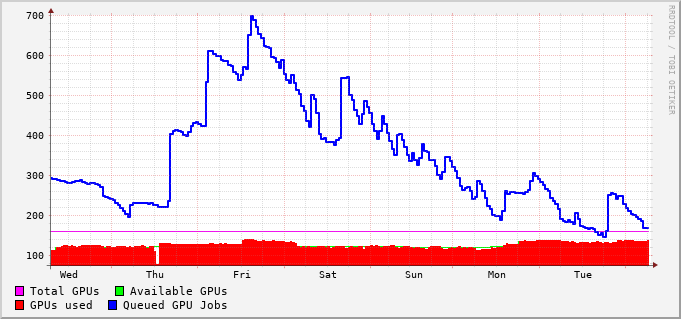 700
600
500
400
300
200
100
Wed Thu Fri Sat Sun Mon Tue
Total GPUs Available GPUs
GPUs used Queued GPU Jobs
RRDTOOL / TOBI OETIKER